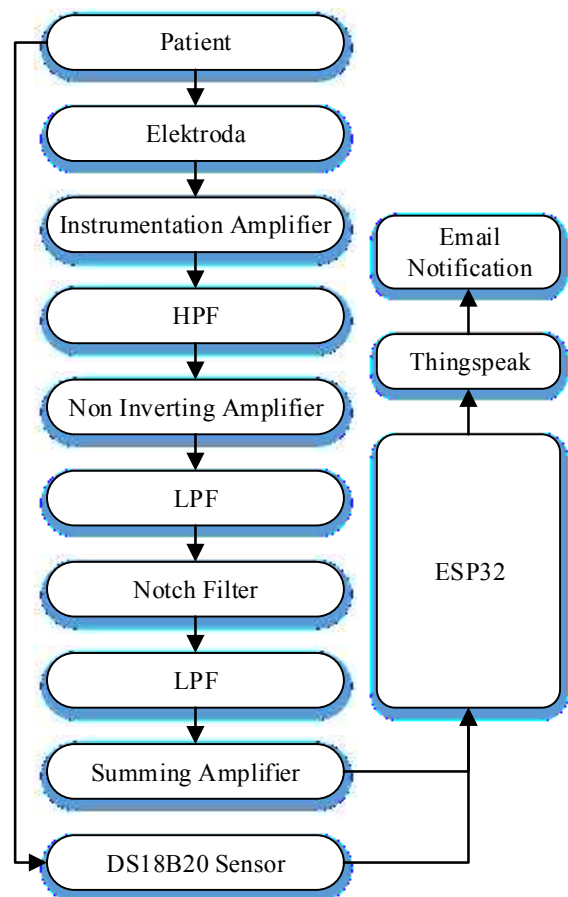 Patient
Elektroda
Instrumentation Amplifier
HPF
Non Inverting Amplifier
LPF
Notch Filter
LPF
Summing Amplifier
DS18B20 Sensor
Email
Notification
Thingspeak
ESP32